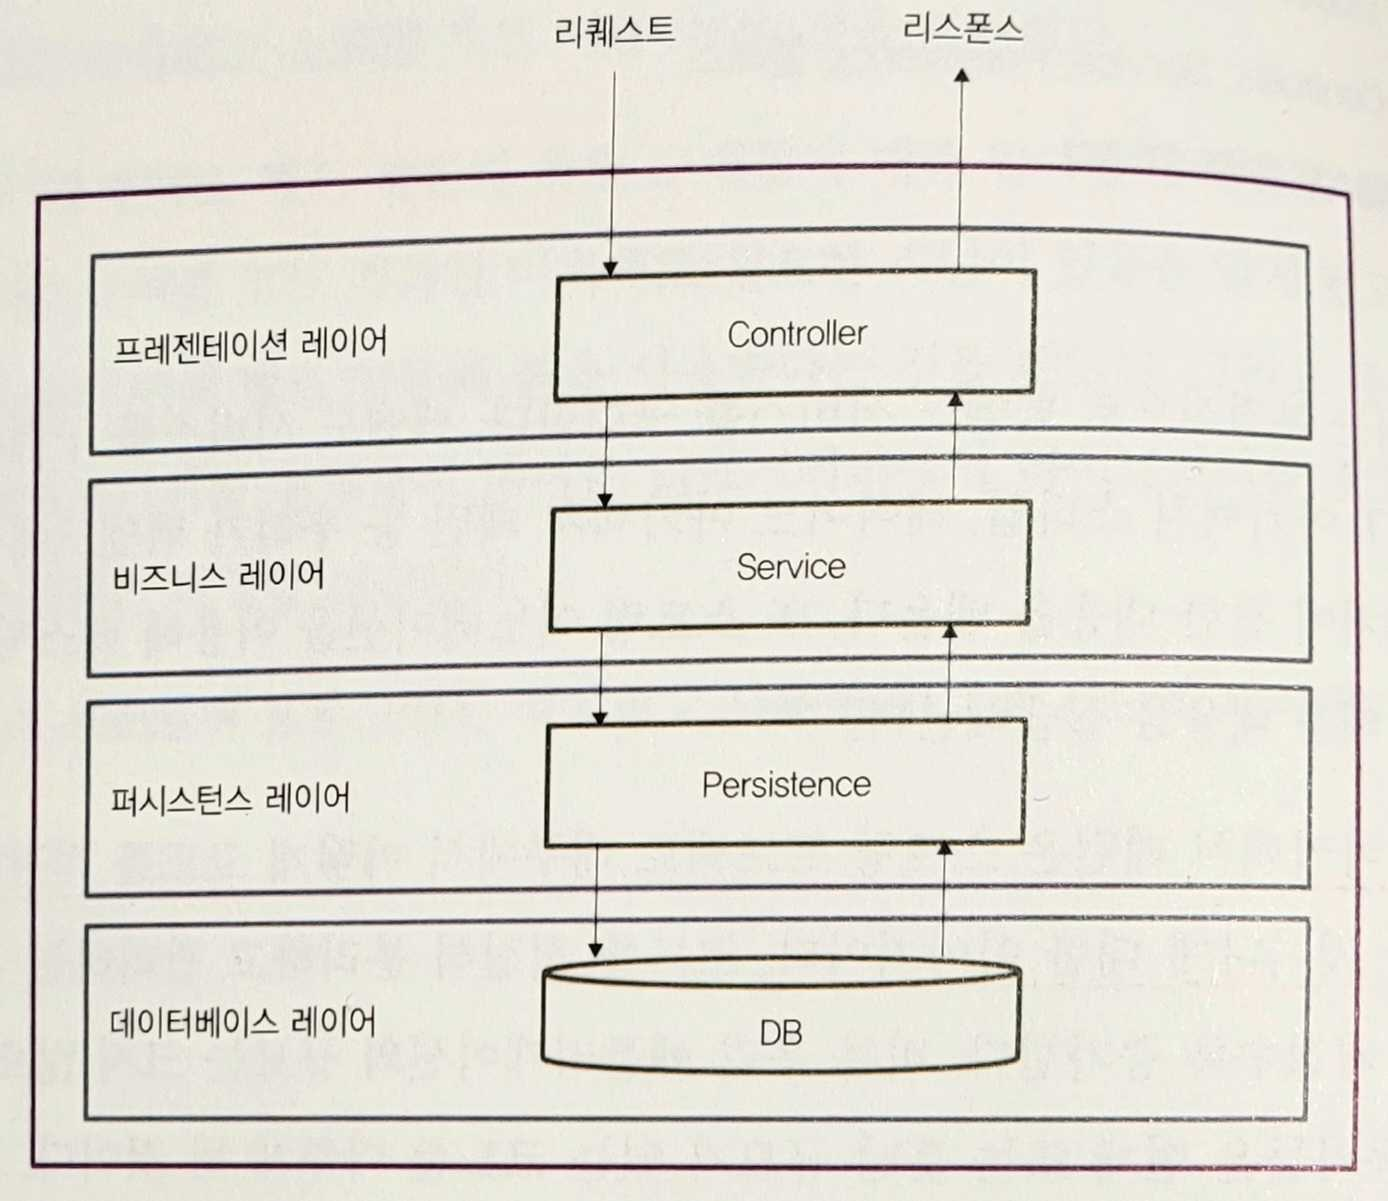 리퀘스트
리스폰스
프레젠테이션 레이어
Controller
비즈니스 레이어
Service
퍼시스턴스 레이어
Persistence
데이터베이스 레이어
DB